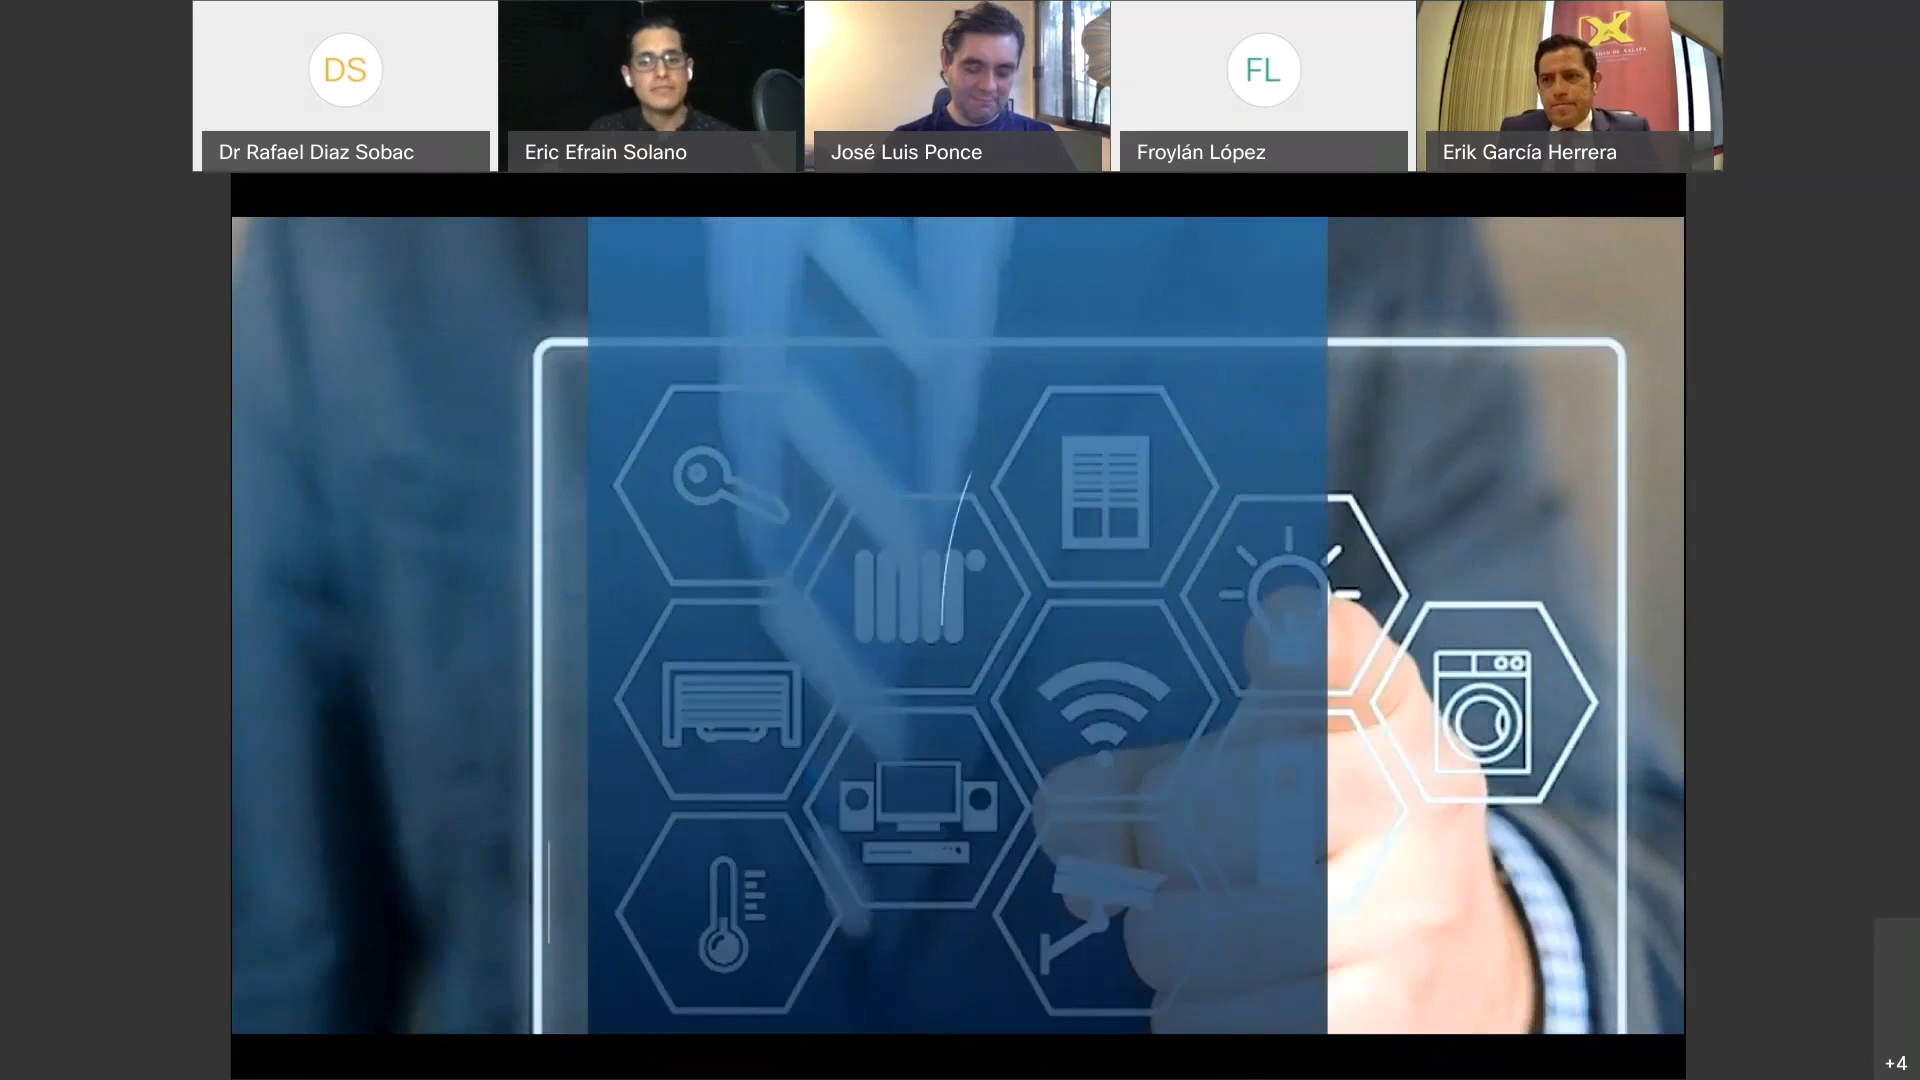 DS
Dr Rafael Diaz Sobac
Eric Efrain Solano
José Luis Ponce
FL
Froylán López
Erik García Herrera
+4